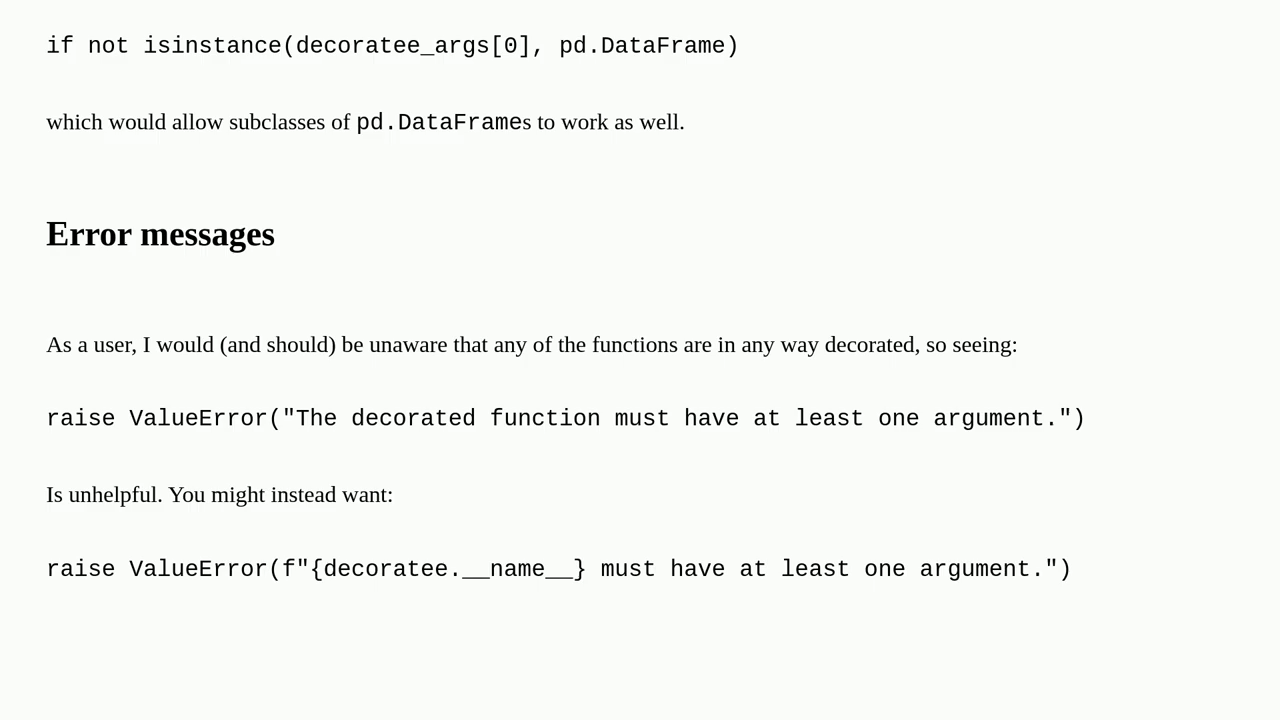 if not isinstance(decoratee_args[0], pd.DataFrame)
which would allow subclasses of pd.DataFrames to work as well.
Error messages
As a user, I would (and should) be unaware that any of the functions are in any way decorated, so seeing:
raise ValueError("The decorated function must have at least one argument.")
Is unhelpful. You might instead want:
raise ValueError(f"{decoratee.__name__} must have at least one argument.")